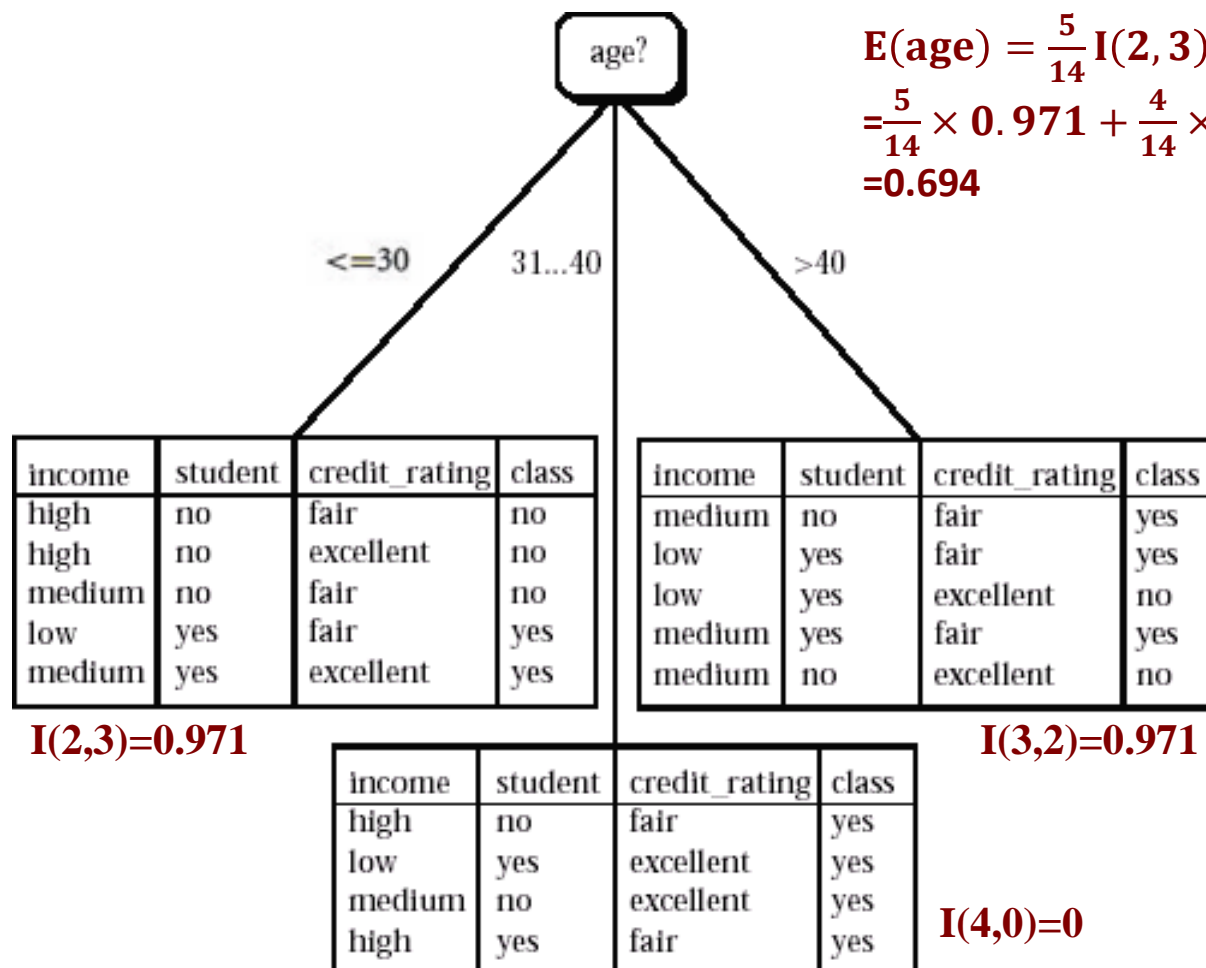 age?
E(age) = 5/14 I(2, 3)
=5/14 × 0.971 + 4/14 ×
=0.694
<=30
31...40
>40
income student credit_rating class
high no fair no
high no excellent no
medium no fair no
low yes fair yes
medium yes excellent yes
I(2,3)=0.971
income student credit_rating class
medium no fair yes
low yes fair yes
low yes excellent no
medium yes fair yes
medium no excellent no
I(3,2)=0.971
income student credit_rating class
high no fair yes
low yes excellent yes
medium no excellent yes
high yes fair yes
I(4,0)=0